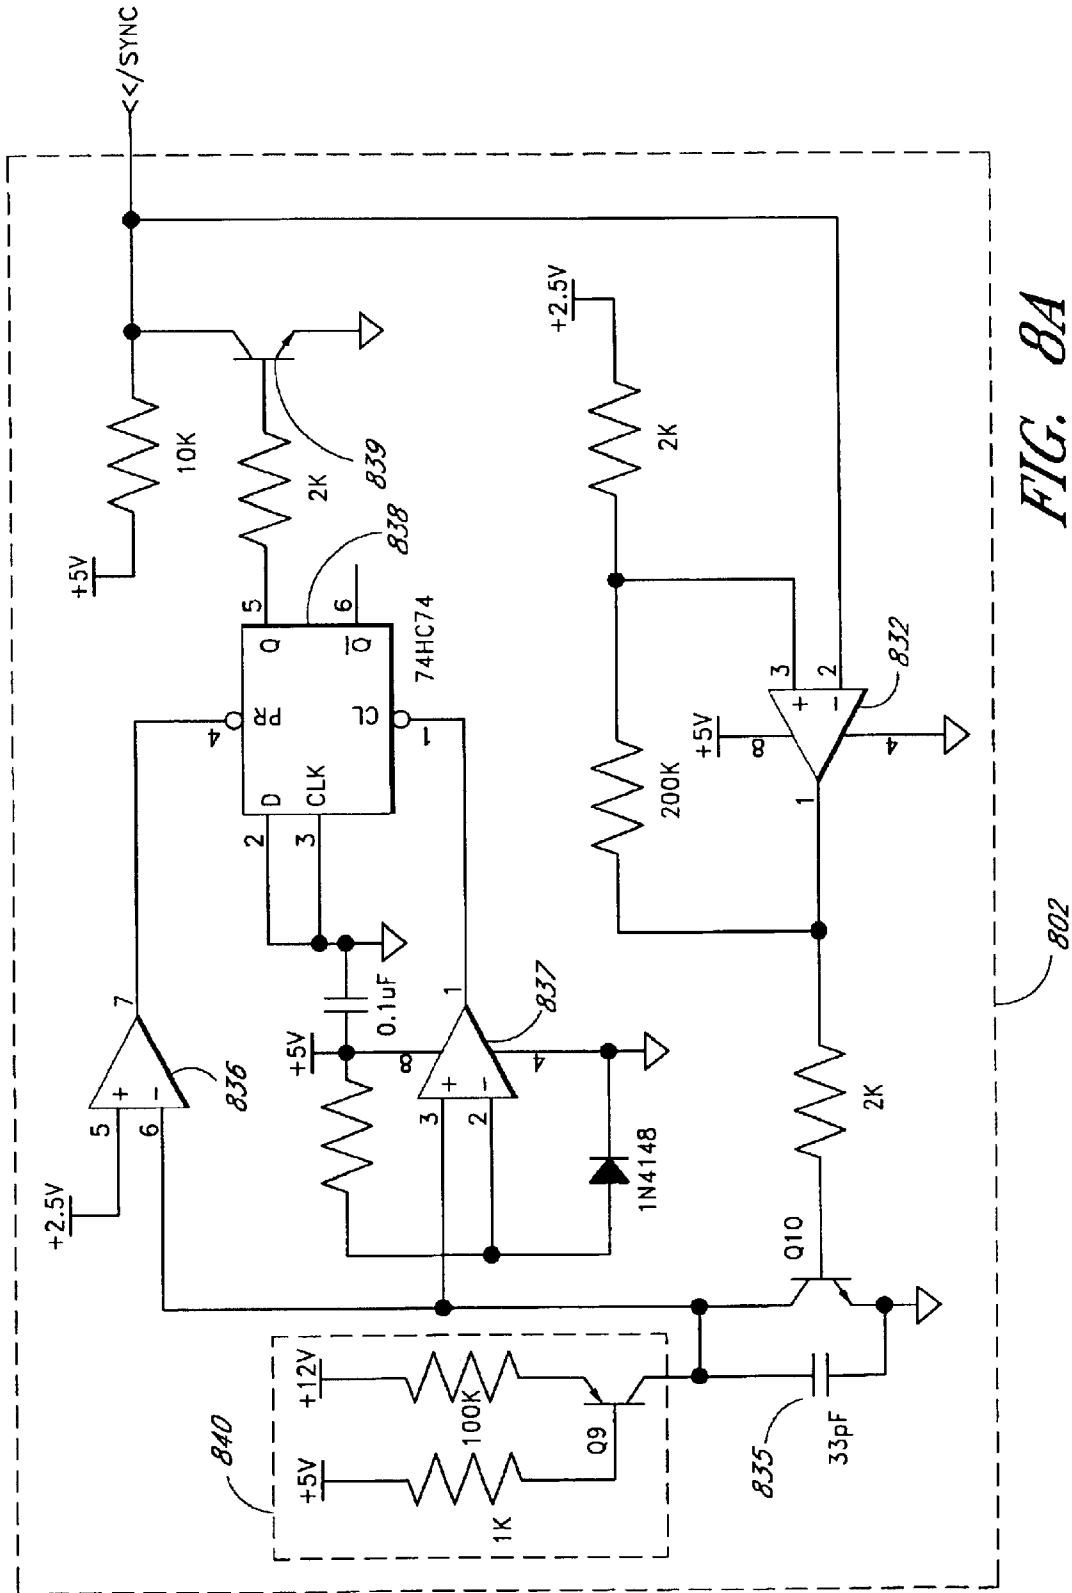 <</SYNC
+5V
10K
+2.5V
5
6
+
-
7
836
4
PR
D
CLK
CL
Q
Q
2
3
1
5
6
74HC74
838
2K
839
+5V
0.1uF
8
3
2
+
-
1
4
837
1N4148
840
+12V
100K
+5V
1K
Q9
835
33pF
Q10
2K
+2.5V
2K
200K
+5V
8
3
2
+
-
1
4
832
802
FIG. 8A